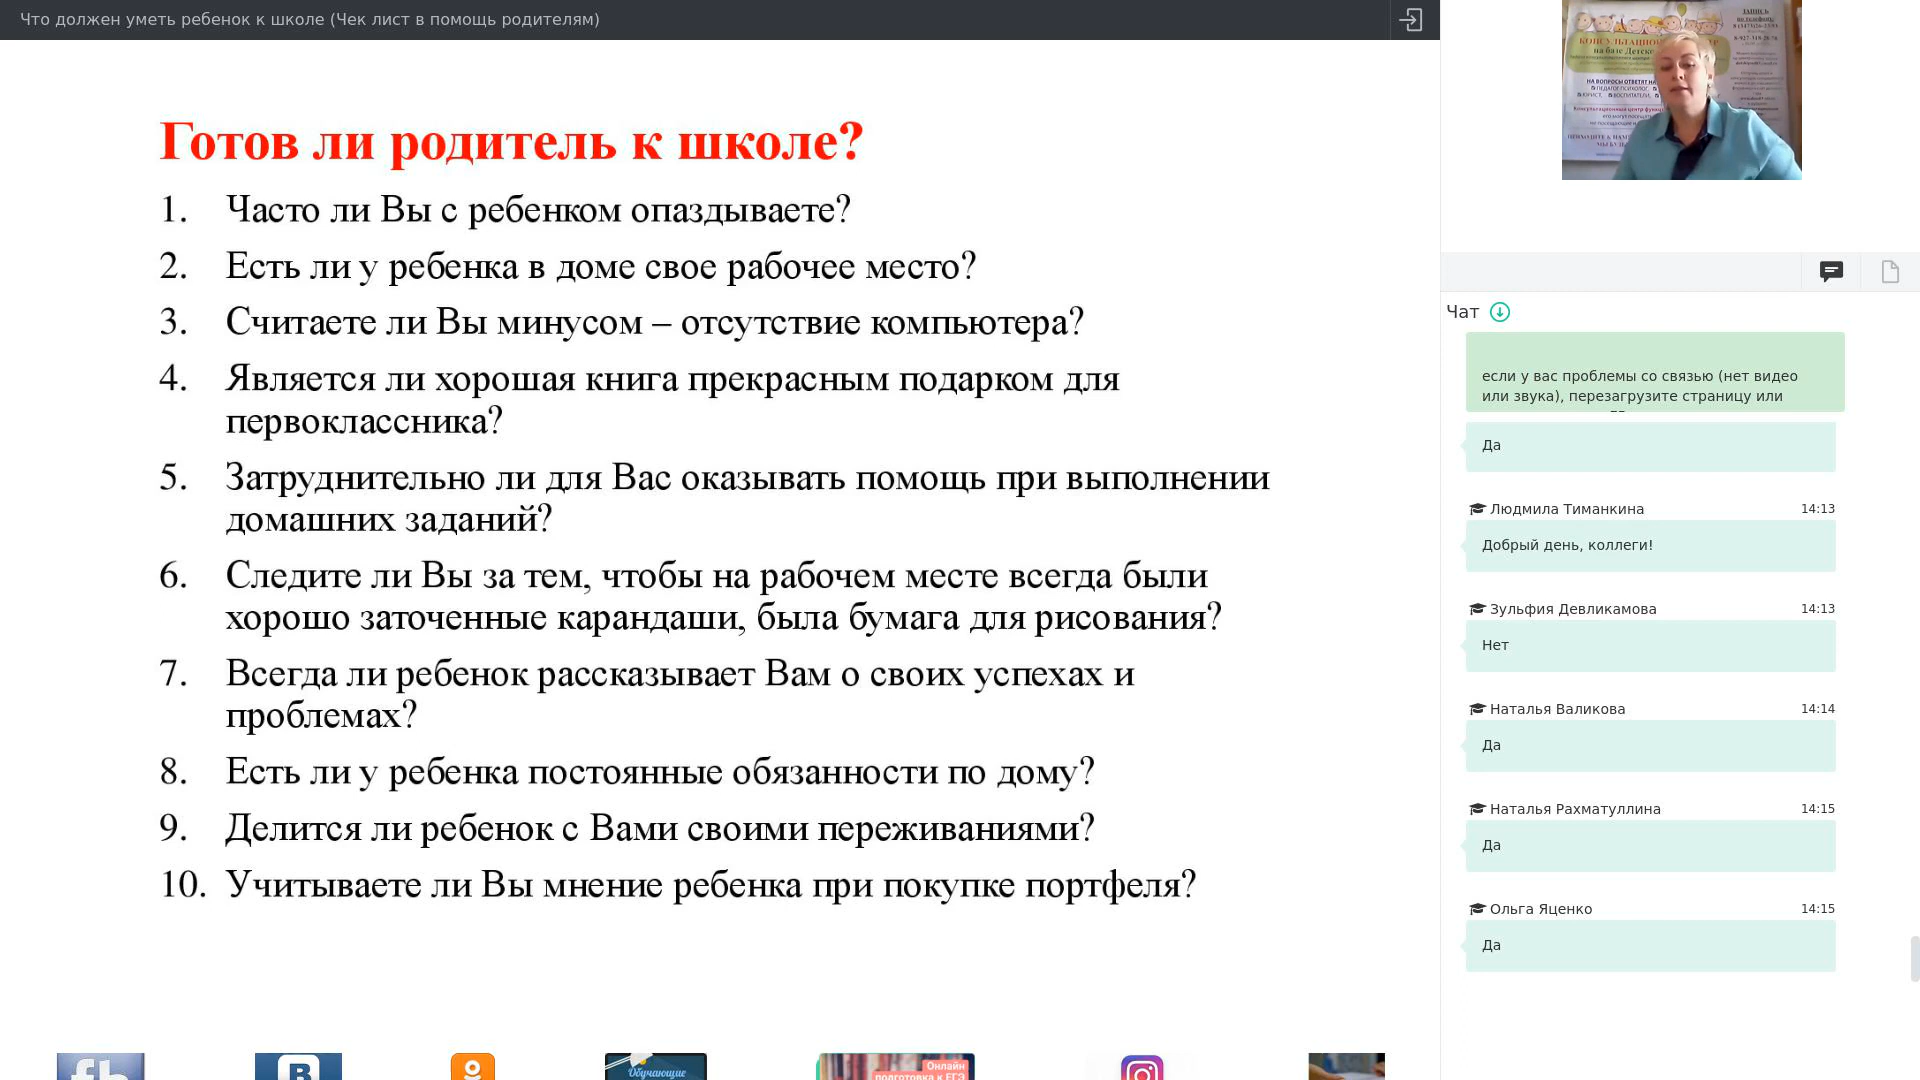 Что должен уметь ребенок к школе (Чек лист в помощь родителям)
Готов ли родитель к школе?
1. Часто ли Вы с ребенком опаздываете?
2. Есть ли у ребенка в доме свое рабочее место?
3. Считаете ли Вы минусом – отсутствие компьютера?
4. Является ли хорошая книга прекрасным подарком для
первоклассника?
5. Затруднительно ли для Вас оказывать помощь при выполнении
домашних заданий?
6. Следите ли Вы за тем, чтобы на рабочем месте всегда были
хорошо заточенные карандаши, была бумага для рисования?
7. Всегда ли ребенок рассказывает Вам о своих успехах и
проблемах?
8. Есть ли у ребенка постоянные обязанности по дому?
9. Делится ли ребенок с Вами своими переживаниями?
10. Учитываете ли Вы мнение ребенка при покупке портфеля?
Обучающие
Онлайн
подготовка к ЕГЭ
ЗАПИСЬ
на базе
НА ВОПРОСЫ ОТВЕТЯТ
Чат
если у вас проблемы со связью (нет видео
или звука), перезагрузите страницу или
Да
Людмила Тиманкина 14:13
Добрый день, коллеги!
Зульфия Девликамова 14:13
Нет
Наталья Валикова 14:14
Да
Наталья Рахматуллина 14:15
Да
Ольга Яценко 14:15
Да